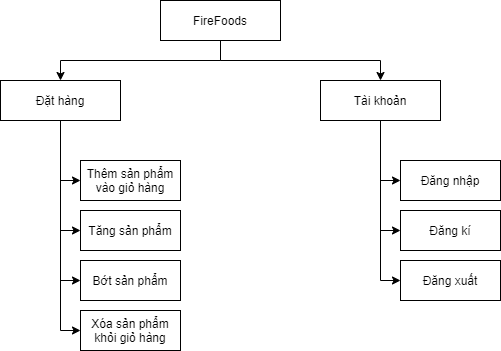 FireFoods
Đặt hàng
Tài khoản
Thêm sản phẩm
vào giỏ hàng
Đăng nhập
Tăng sản phẩm
Đăng kí
Bớt sản phẩm
Đăng xuất
Xóa sản phẩm
khỏi giỏ hàng